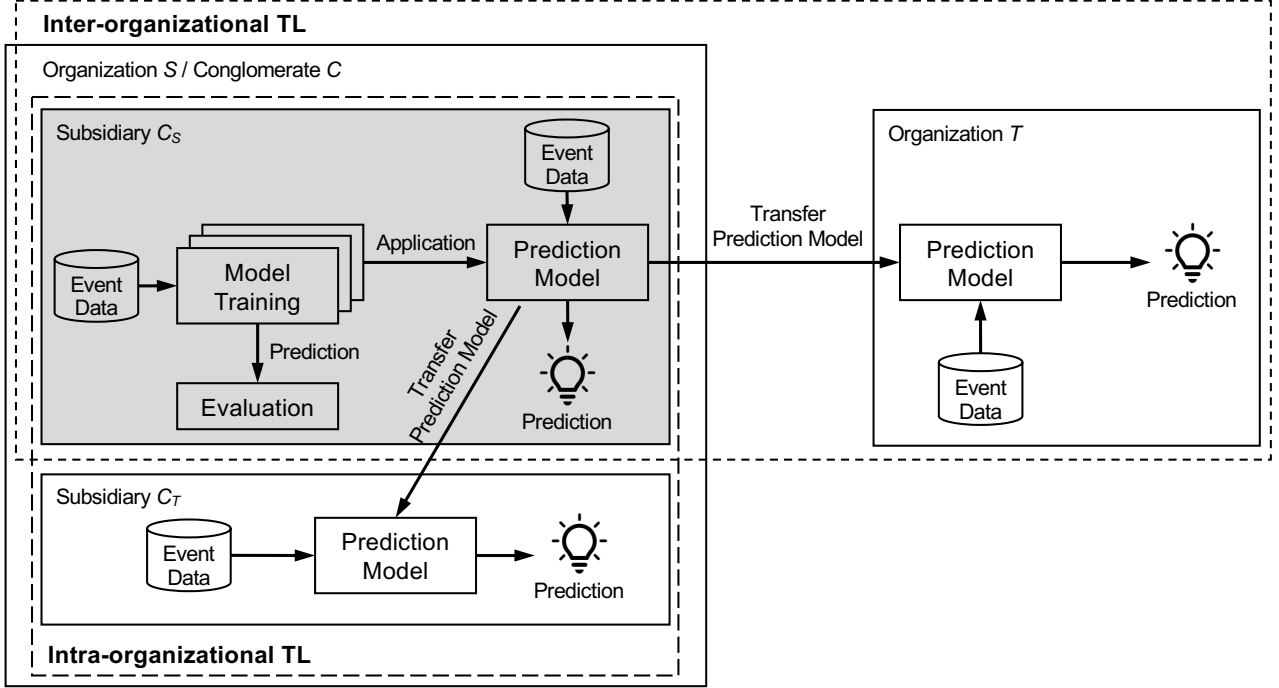 Inter-organizational TL
Organization S / Conglomerate C
Subsidiary C_S
Event
Data
Event
Data
Model
Training
Application
Prediction
Model
Prediction
Evaluation
Prediction
Transfer
Prediction Model
Transfer
Prediction Model
Organization T
Prediction
Model
Prediction
Event
Data
Subsidiary C_T
Event
Data
Prediction
Model
Prediction
Intra-organizational TL